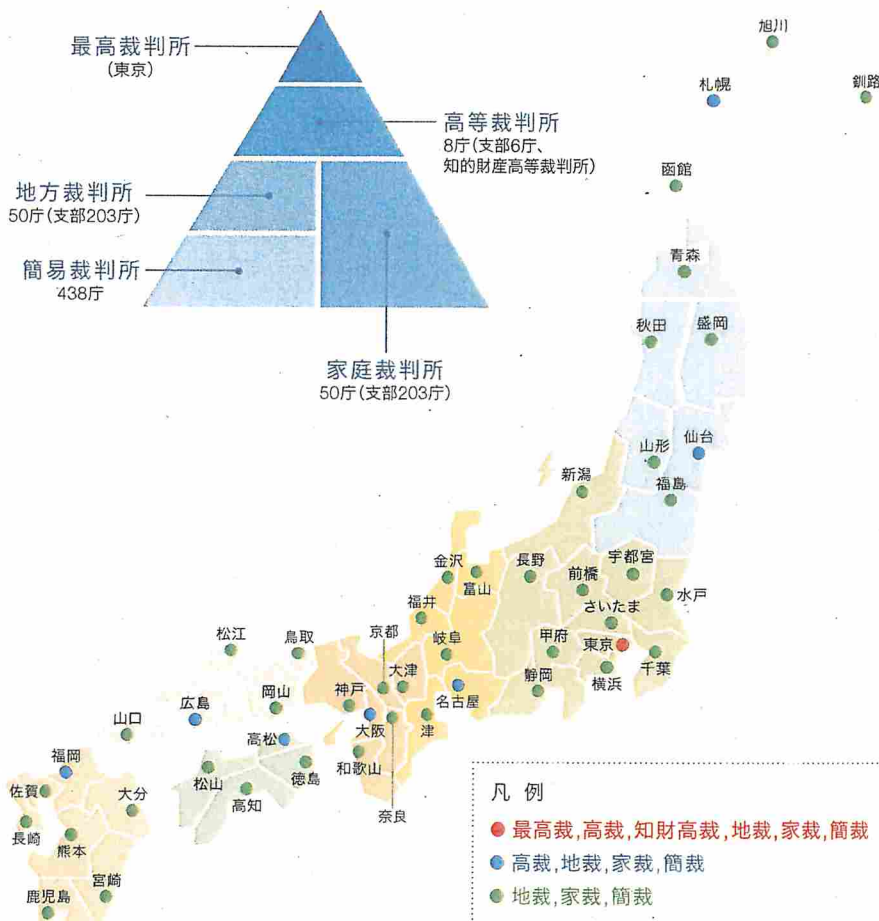 最高裁判所
(東京)
高等裁判所
8庁(支部6庁、
知的財産高等裁判所)
地方裁判所
50庁(支部203庁)
簡易裁判所
438庁
家庭裁判所
50庁(支部203庁)
旭川
札幌
釧路
函館
青森
秋田
盛岡
山形
仙台
新潟
福島
金沢
富山
長野
前橋
宇都宮
水戸
福井
さいたま
松江
鳥取
京都
岐阜
甲府
東京
千葉
大津
横浜
静岡
岡山
神戸
名古屋
広島
山口
大阪
津
高松
和歌山
福岡
松山
徳島
佐賀
大分
高知
奈良
長崎
熊本
宮崎
鹿児島
凡例
最高裁,高裁,知財高裁,地裁,家裁,簡裁
高裁,地裁,家裁,簡裁
地裁,家裁,簡裁